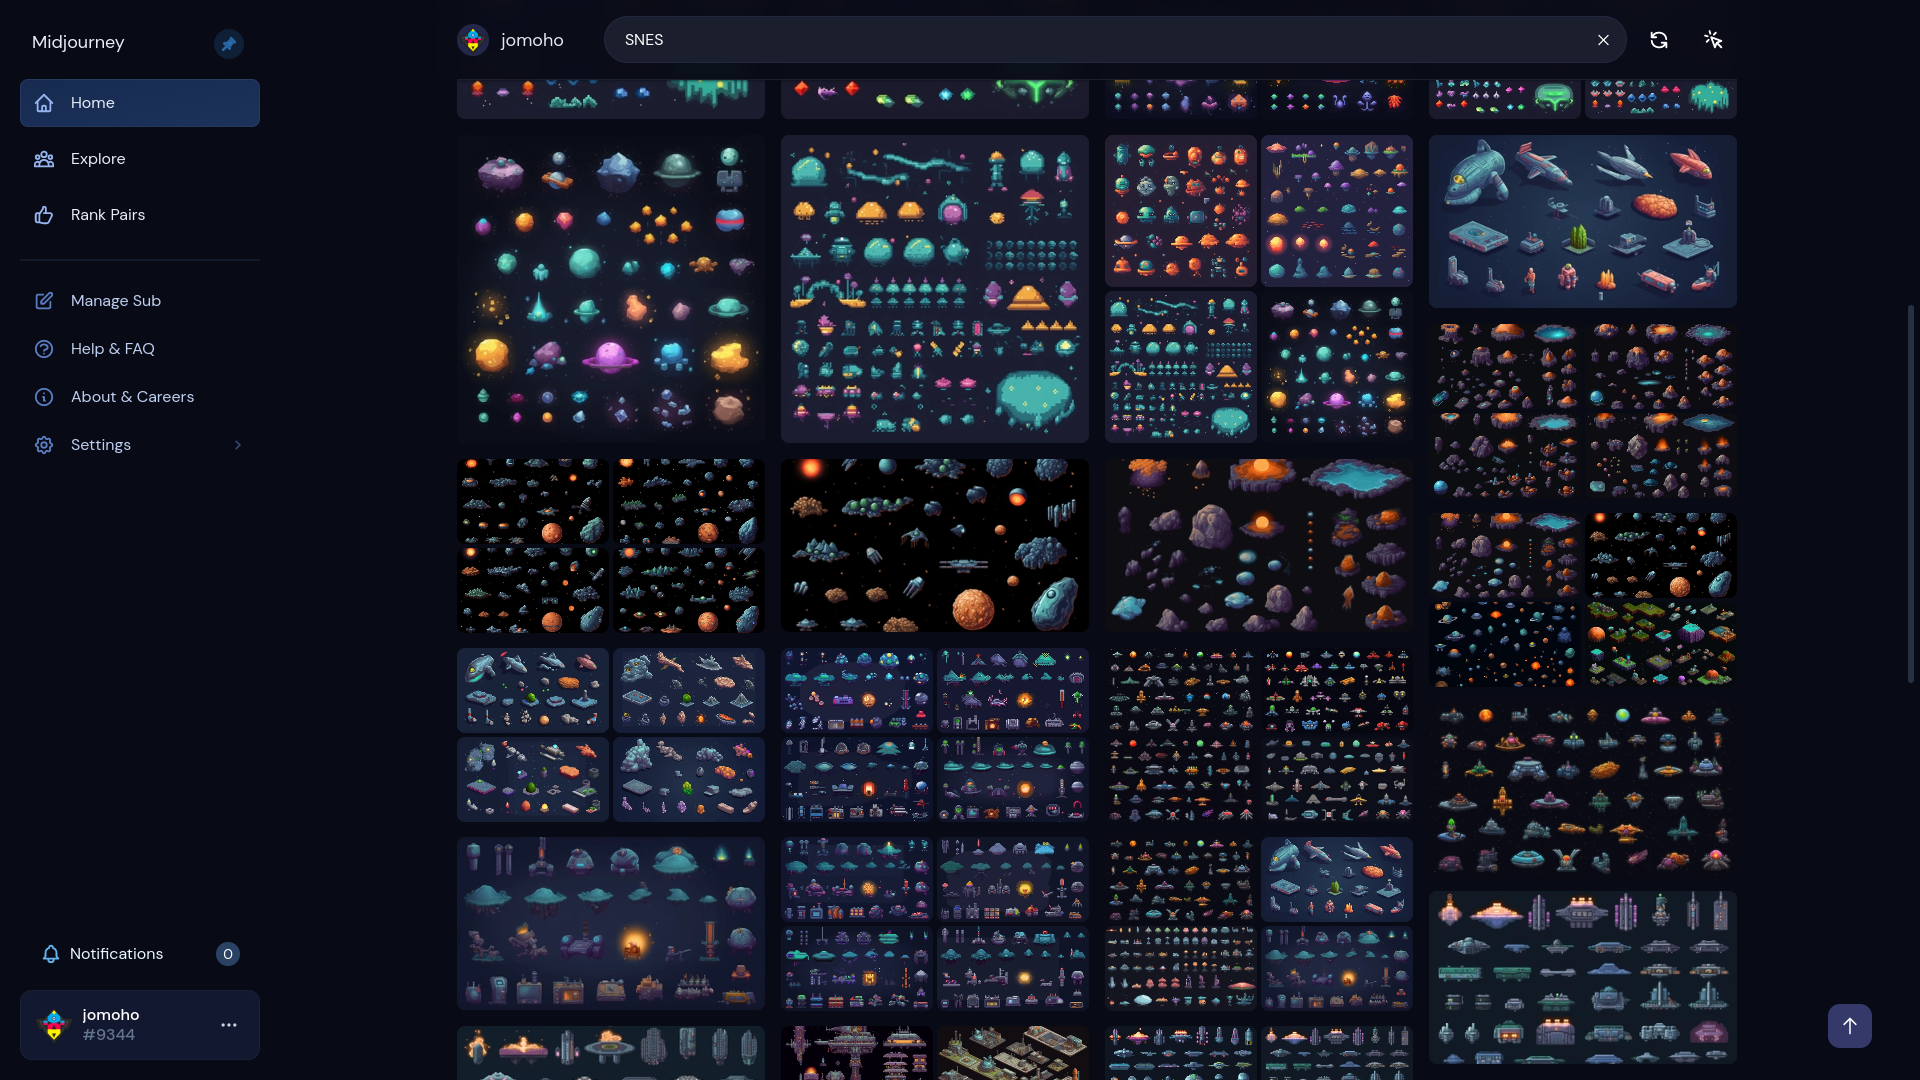 Midjourney
jomoho
SNES
Home
Explore
Rank Pairs
Manage Sub
Help & FAQ
About & Careers
Settings
Notifications
0
jomoho
#9344